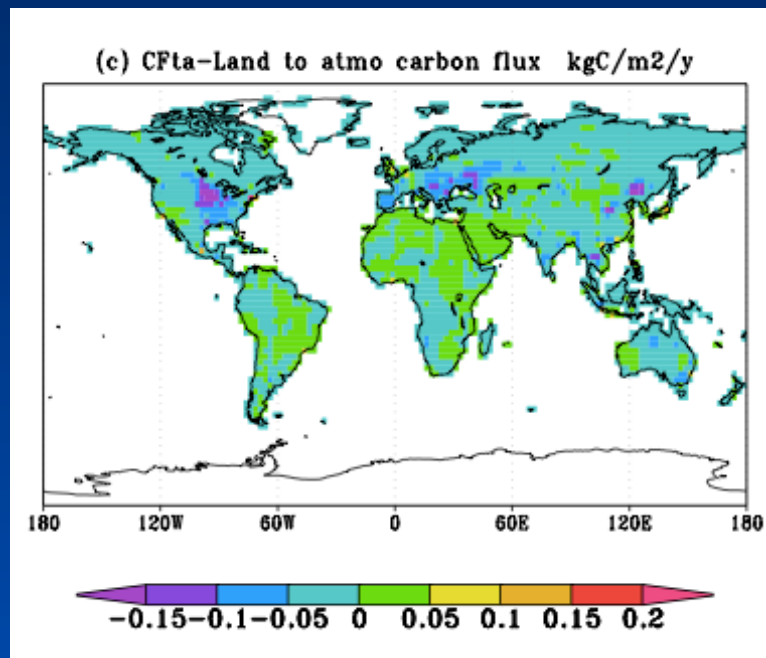 (c) CFta-Land to atmo carbon flux kgC/m2/y
180 120W 60W 0 60E 120E 180
-0.15 -0.1 -0.05 0 0.05 0.1 0.15 0.2